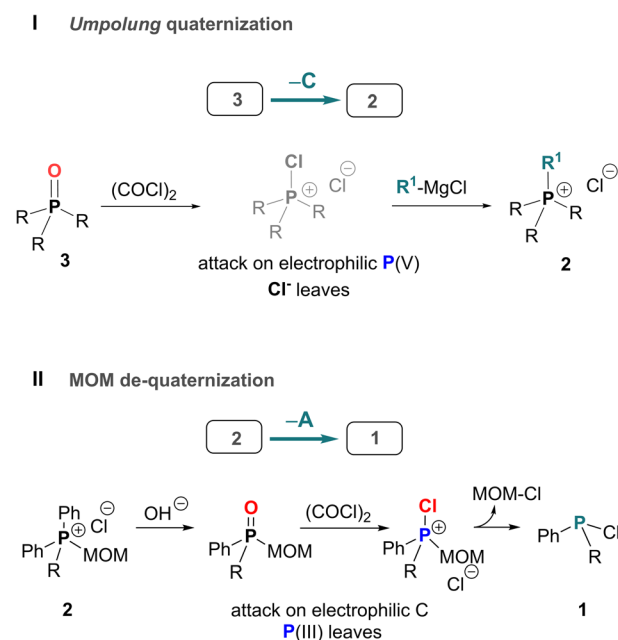 I Umpolung quaternization
–C
3 2
O
P
R R
R
3
(COCl)2
Cl
P ⊕ Cl ⊖
R R
R
attack on electrophilic P(V)
Cl- leaves
R1-MgCl
R1
P ⊕ Cl ⊖
R R
R
2
II MOM de-quaternization
–A
2 1
Ph
P ⊕ Cl ⊖
Ph MOM
R
2
OH ⊖
O
P
Ph MOM
R
(COCl)2
attack on electrophilic C
P(III) leaves
Cl
P ⊕
Ph MOM
R Cl ⊖
MOM-Cl
P Cl
Ph R
1